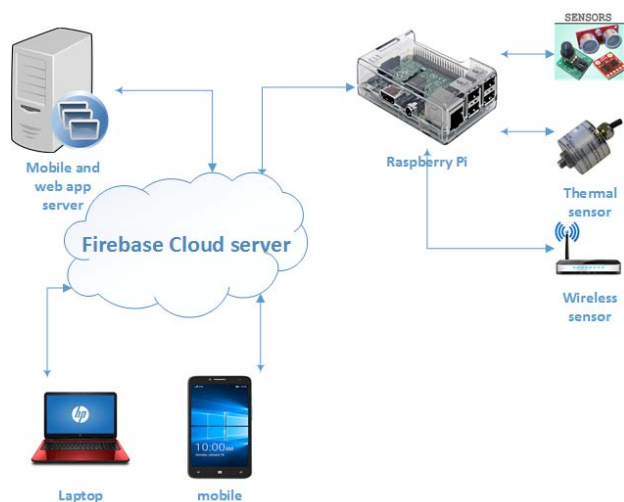 SENSORS
Mobile and
web app
server
Raspberry Pi
Thermal
sensor
Firebase Cloud server
Wireless
sensor
hp
10:00
Laptop
mobile